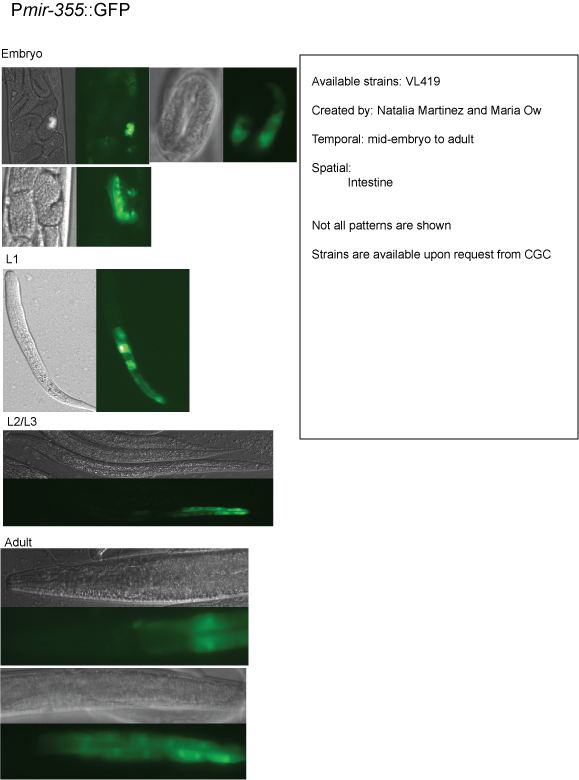 Pmir-355::GFP
Embryo
L1
L2/L3
Adult
Available strains: VL419
Created by: Natalia Martinez and Maria Ow
Temporal: mid-embryo to adult
Spatial:
Intestine
Not all patterns are shown
Strains are available upon request from CGC